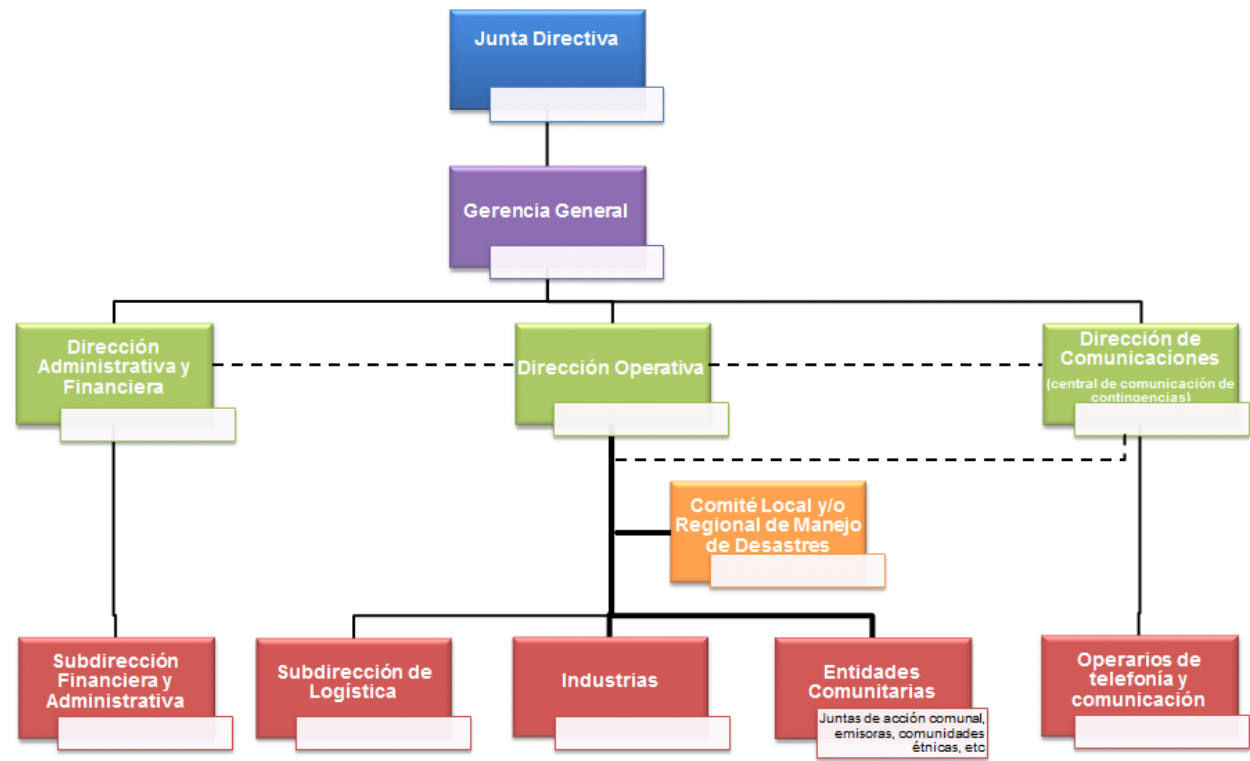 Junta Directiva
Gerencia General
Dirección
Administrativa y
Financiera
Dirección Operativa
Dirección de
Comunicaciones
(central de comunicación de
contingencias)
Comité Local y/o
Regional de Manejo
de Desastres
Subdirección
Financiera y
Administrativa
Subdirección de
Logística
Industrias
Entidades
Comunitarias
Juntas de acción comunal,
emisoras, comunidades
étnicas, etc
Operarios de
telefonía y
comunicación